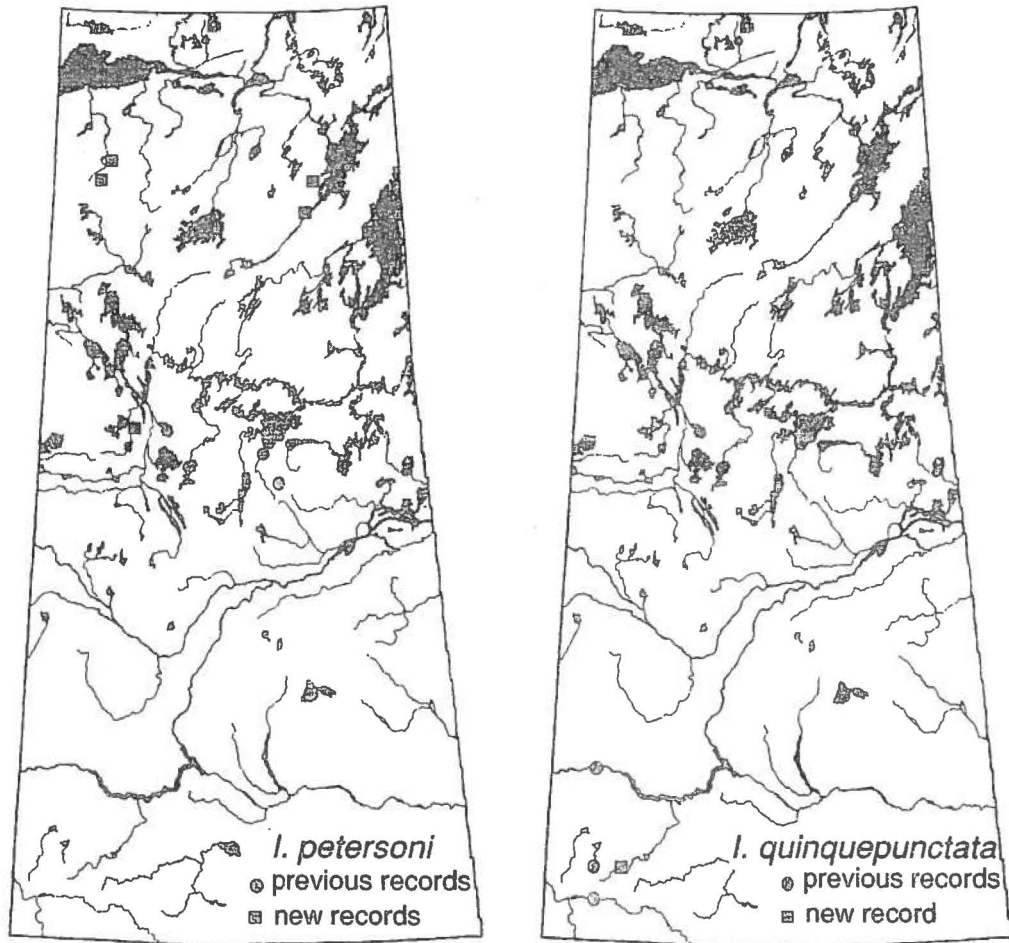 I. petersoni
previous records
new records
I. quinquepunctata
previous records
new record